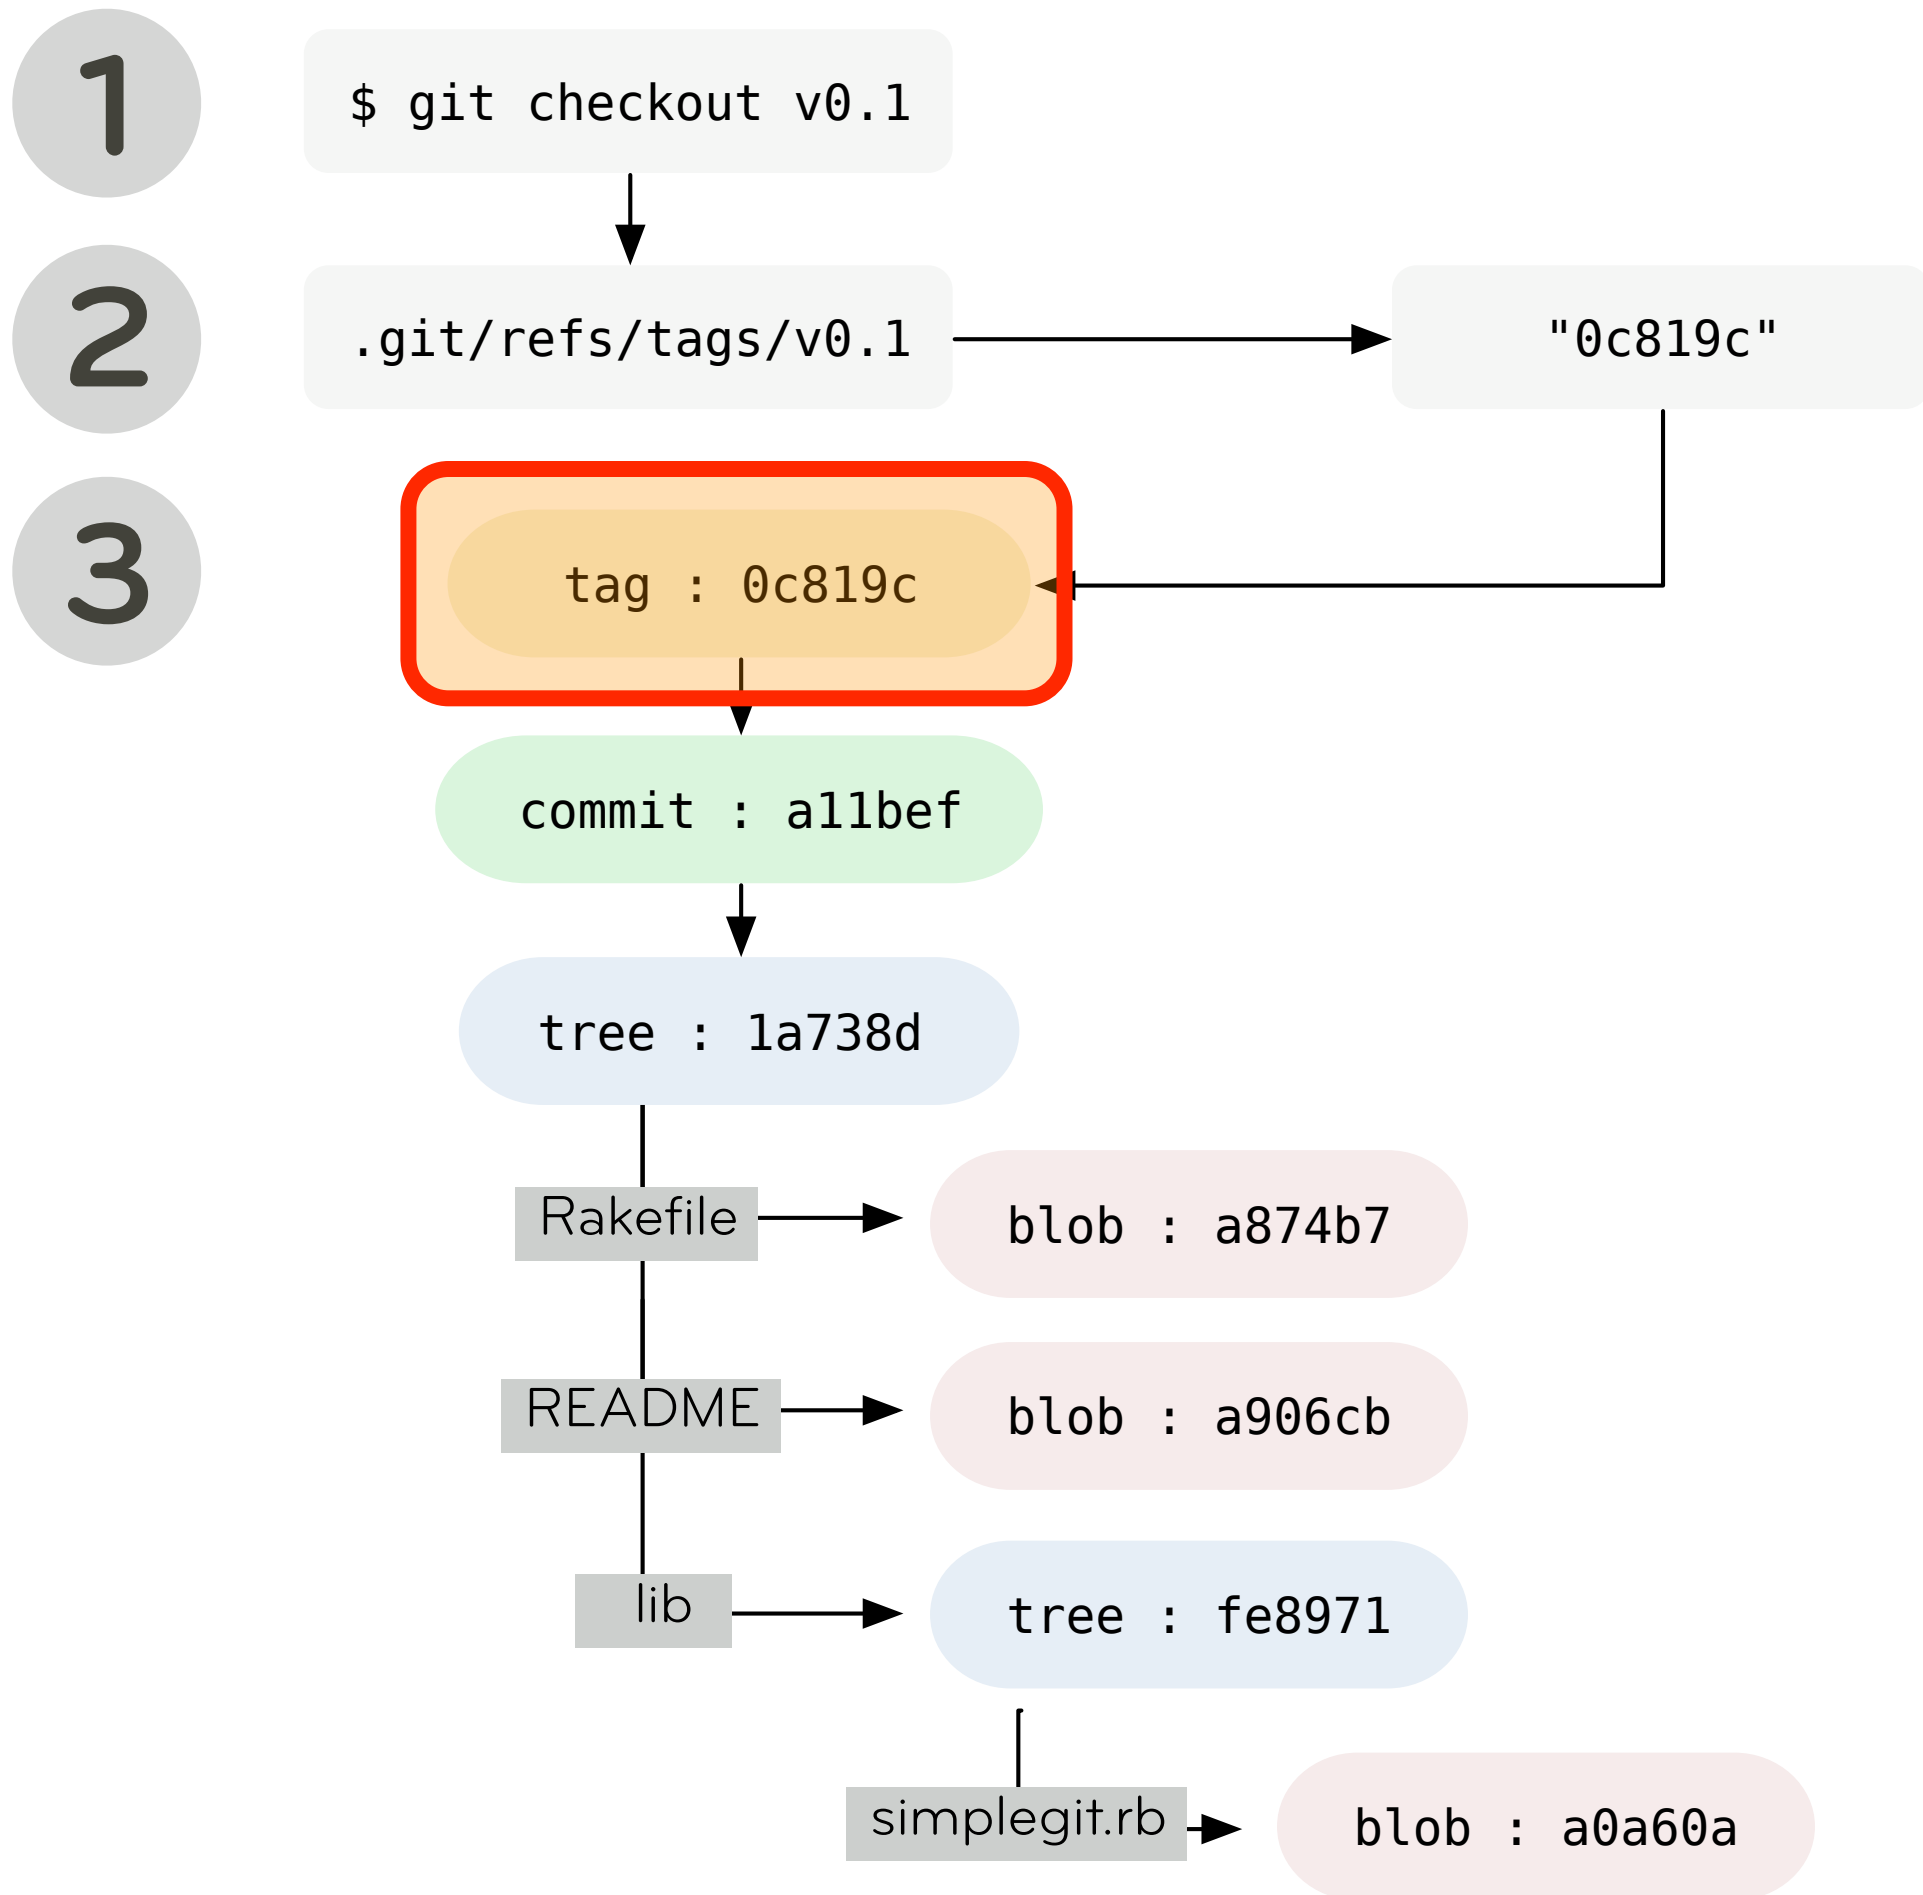 1
$ git checkout v0.1
2
.git/refs/tags/v0.1
"0c819c"
3
tag : 0c819c
commit : a11bef
tree : 1a738d
Rakefile
blob : a874b7
README
blob : a906cb
lib
tree : fe8971
simplegit.rb
blob : a0a60a